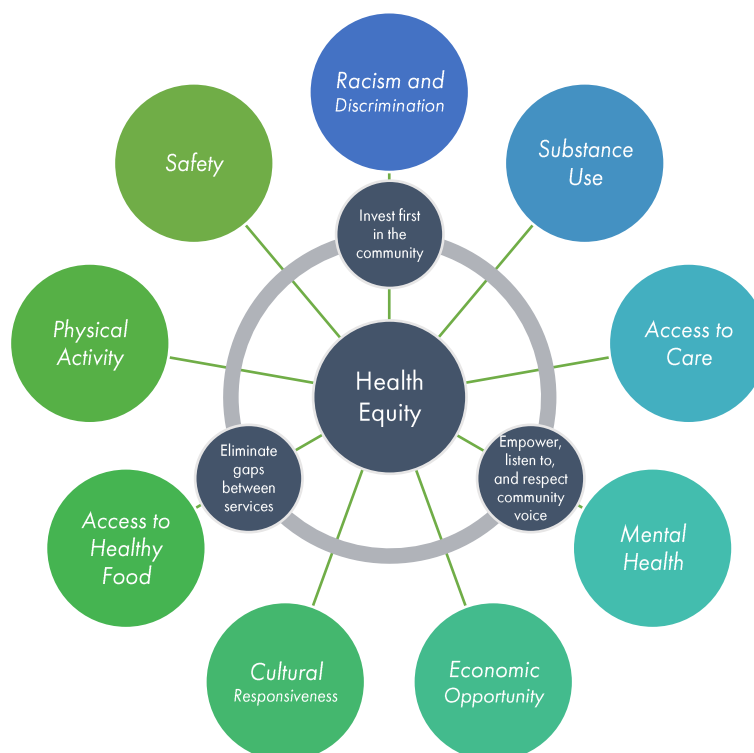 Racism and
Discrimination
Substance
Use
Safety
Invest first
in the
community
Physical
Activity
Access to
Care
Health
Equity
Eliminate
gaps
between
services
Empower,
listen to,
and respect
community
voice
Access to
Healthy
Food
Mental
Health
Cultural
Responsiveness
Economic
Opportunity